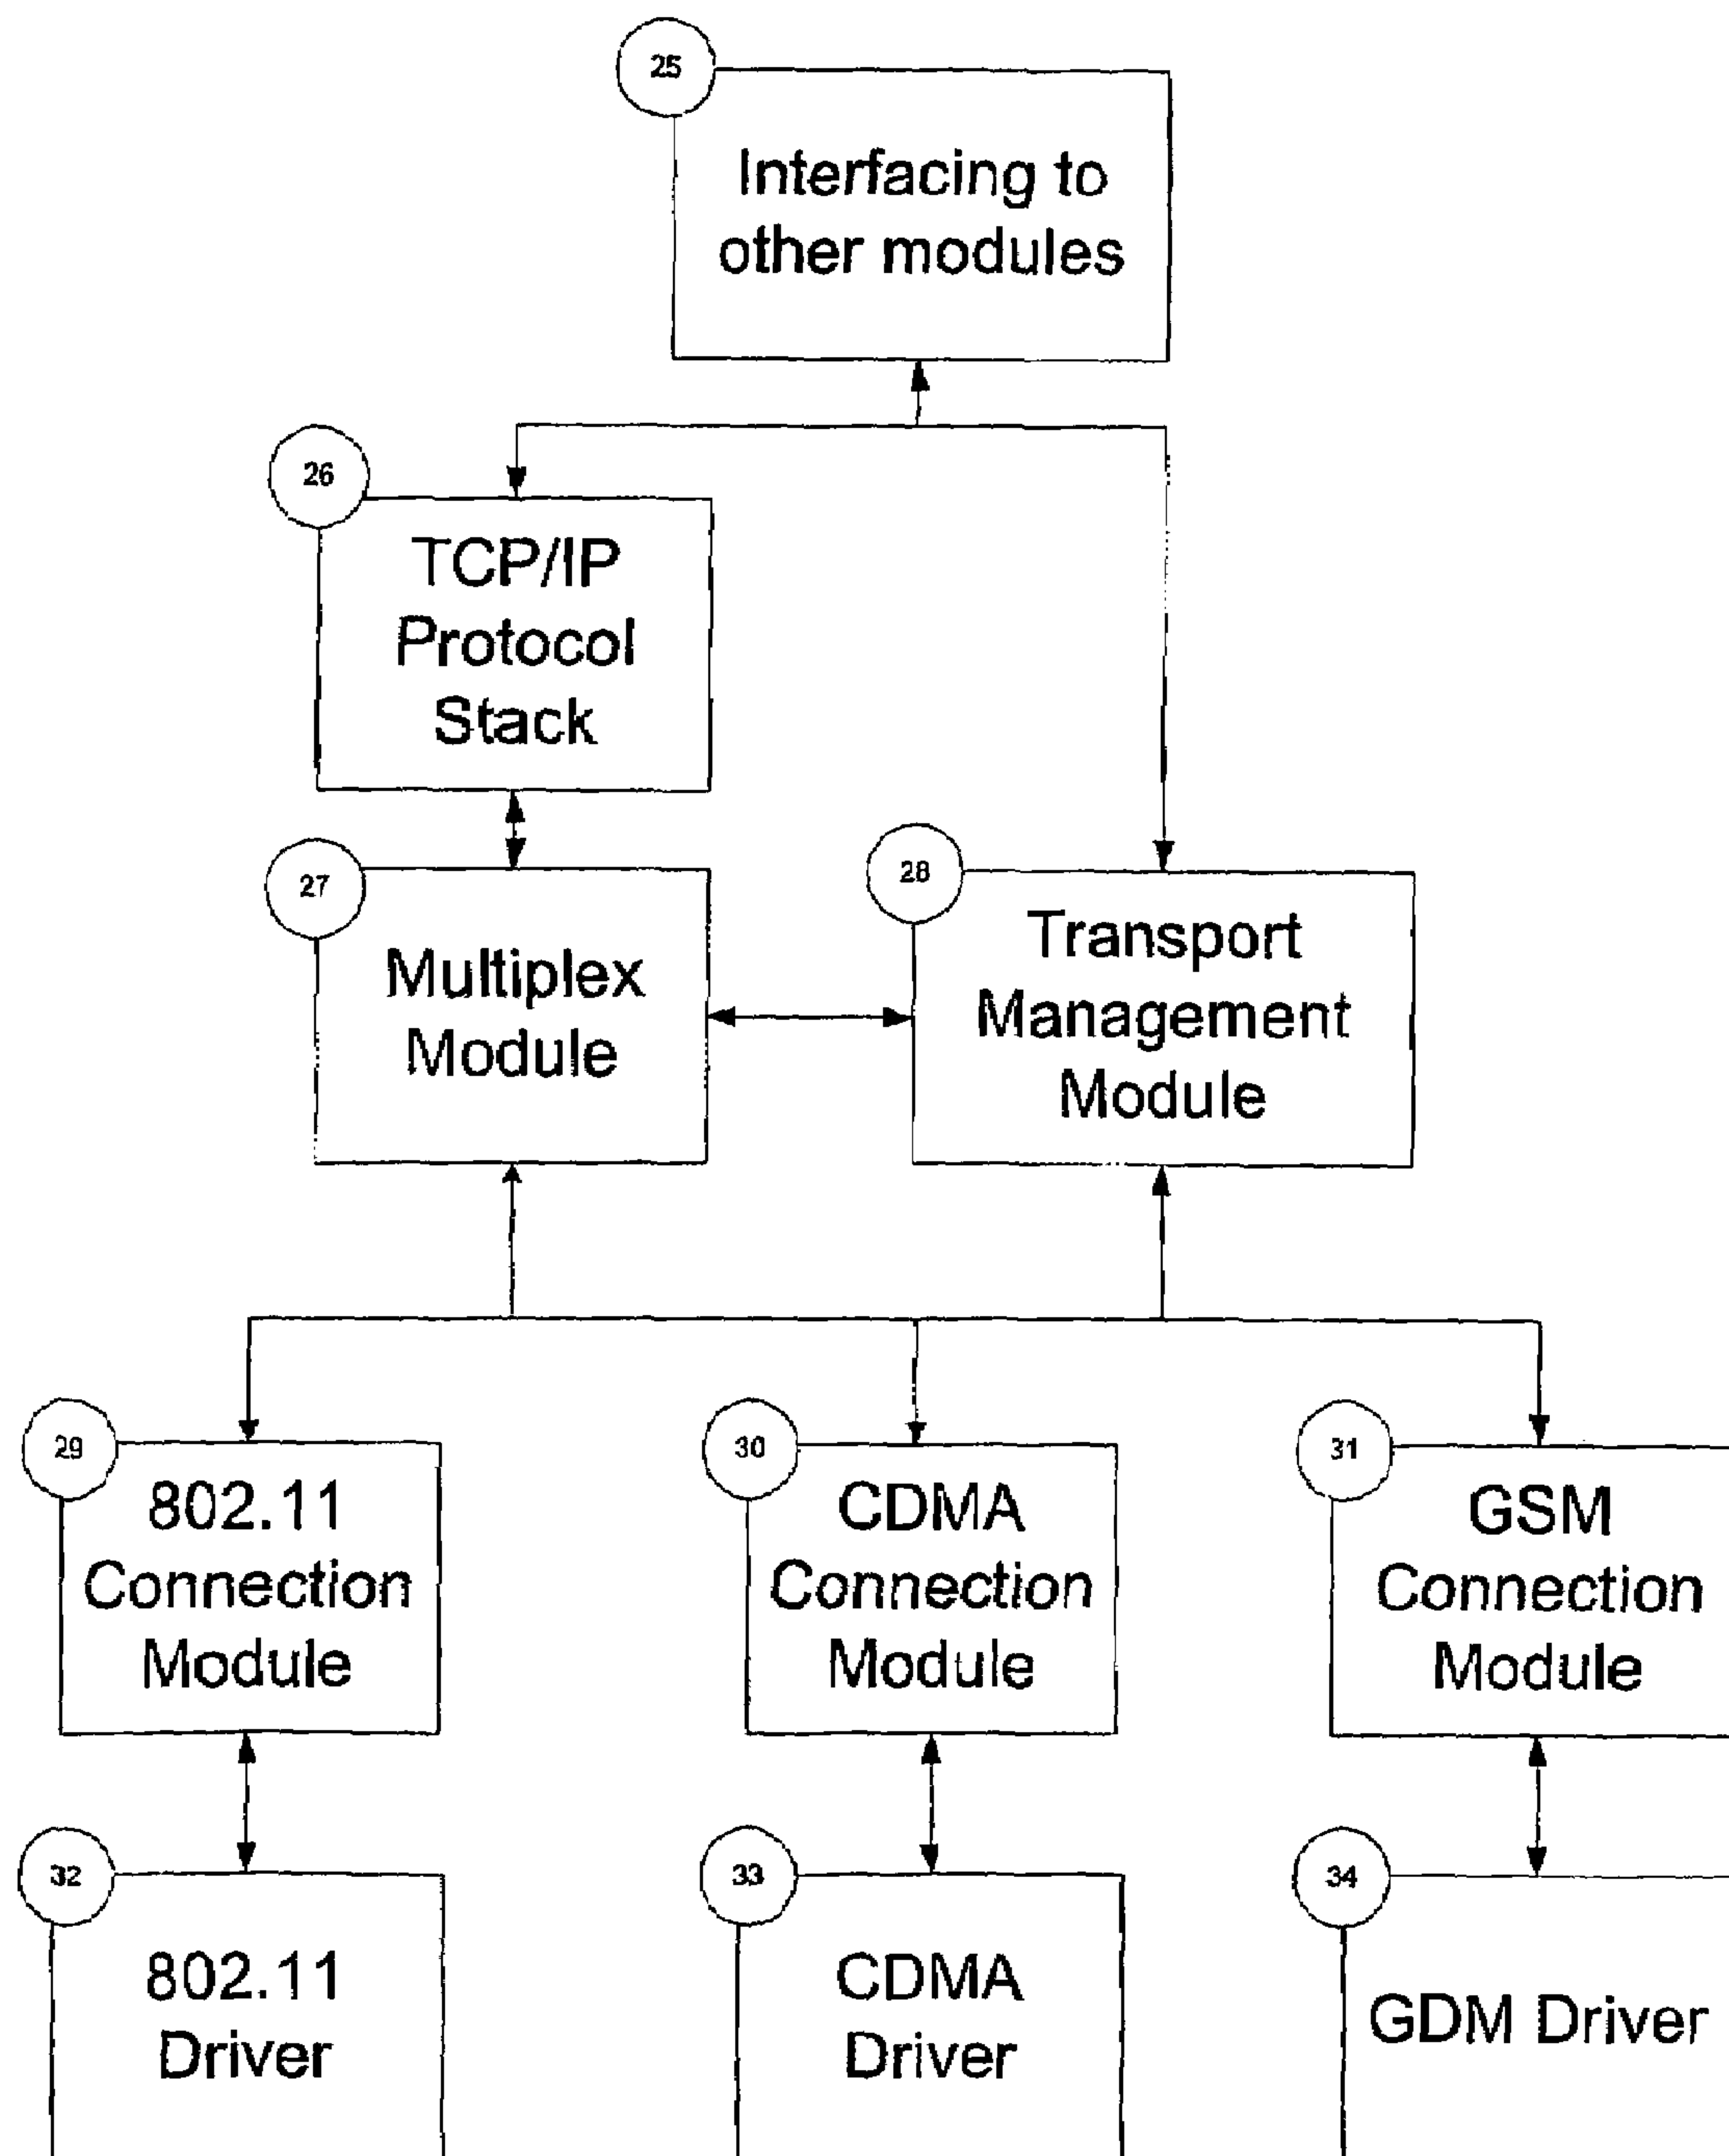 25
Interfacing to
other modules
26
TCP/IP
Protocol
Stack
27
Multiplex
Module
28
Transport
Management
Module
29
802.11
Connection
Module
30
CDMA
Connection
Module
31
GSM
Connection
Module
32
802.11
Driver
33
CDMA
Driver
34
GDM Driver